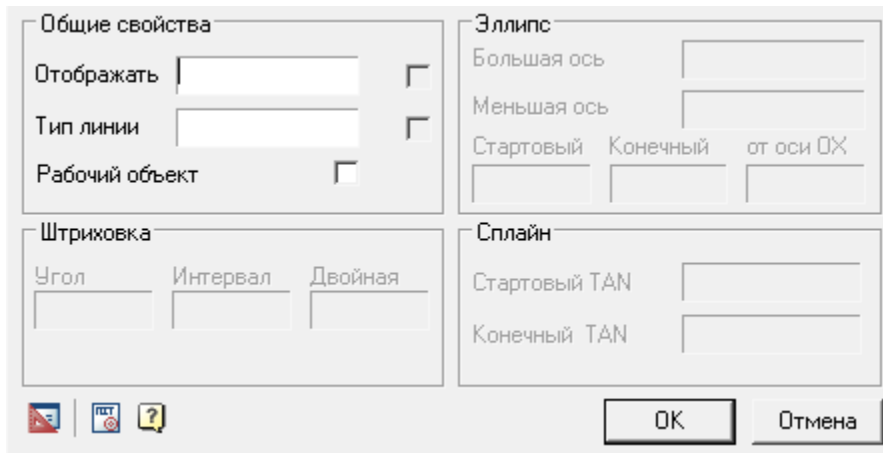 Общие свойства
Отображать
Тип линии
Рабочий объект
Эллипс
Большая ось
Меньшая ось
Стартовый Конечный от оси OX
Штриховка
Угол Интервал Двойная
Сплайн
Стартовый TAN
Конечный TAN
OK Отмена